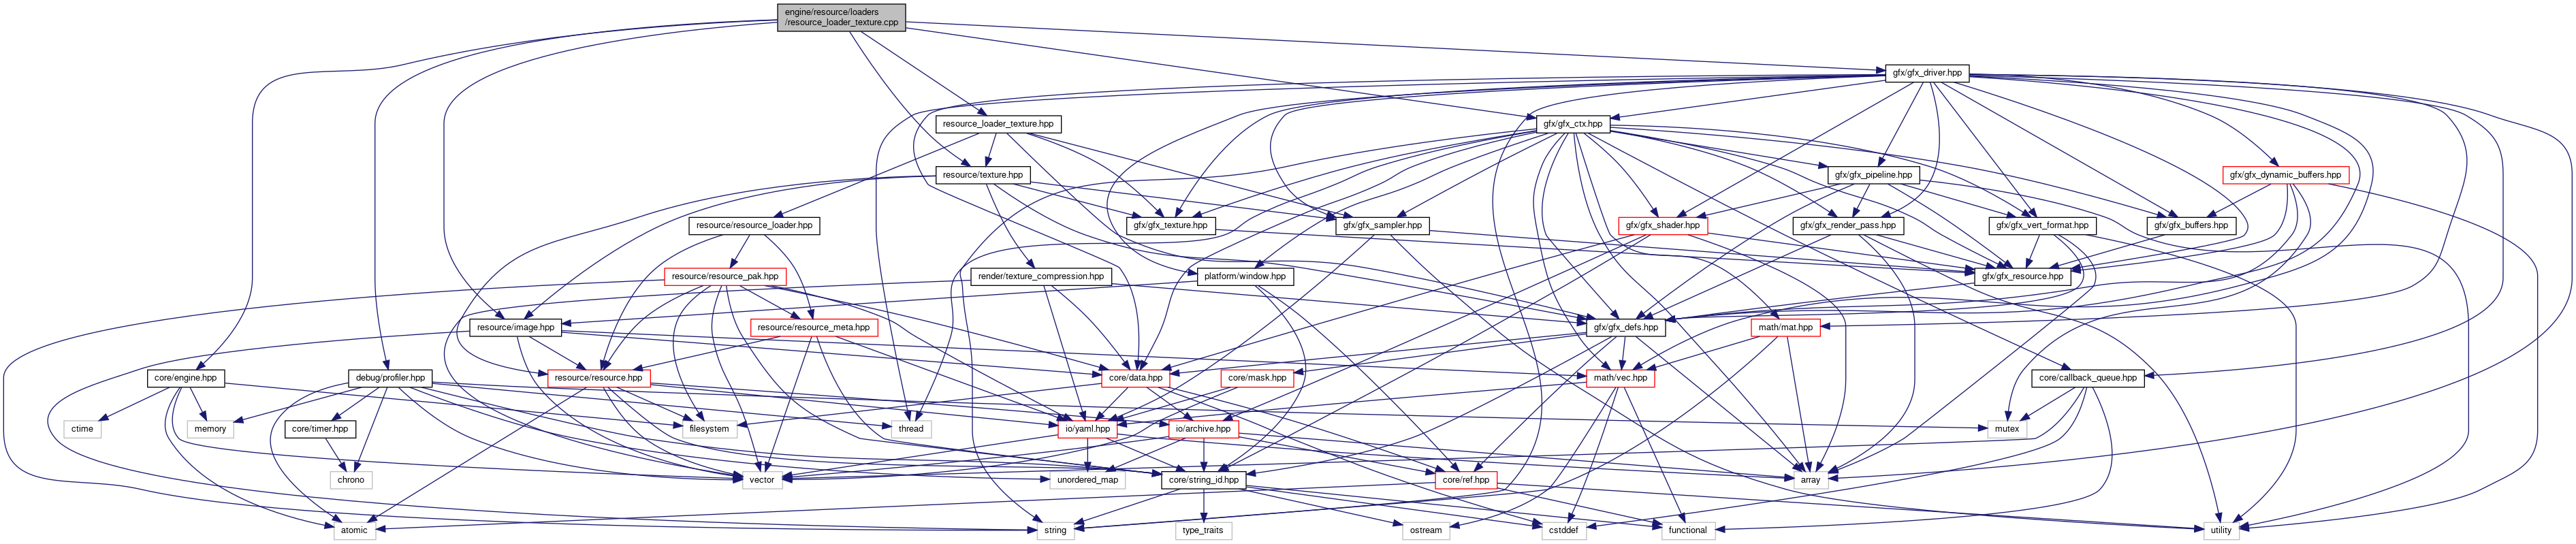 engine/resource/loaders
/resource_loader_texture.cpp
gfx/gfx_driver.hpp
resource_loader_texture.hpp
gfx/gfx_ctx.hpp
resource/texture.hpp
gfx/gfx_pipeline.hpp
gfx/gfx_dynamic_buffers.hpp
resource/resource_loader.hpp
gfx/gfx_texture.hpp
gfx/gfx_sampler.hpp
gfx/gfx_shader.hpp
gfx/gfx_render_pass.hpp
gfx/gfx_vert_format.hpp
gfx/gfx_buffers.hpp
resource/resource_pak.hpp
render/texture_compression.hpp
platform/window.hpp
gfx/gfx_resource.hpp
resource/image.hpp
resource/resource_meta.hpp
gfx/gfx_defs.hpp
math/mat.hpp
core/engine.hpp
debug/profiler.hpp
resource/resource.hpp
core/data.hpp
core/mask.hpp
math/vec.hpp
core/callback_queue.hpp
ctime
memory
core/timer.hpp
filesystem
thread
io/yaml.hpp
io/archive.hpp
mutex
chrono
vector
unordered_map
core/string_id.hpp
core/ref.hpp
array
atomic
string
type_traits
ostream
cstddef
functional
utility